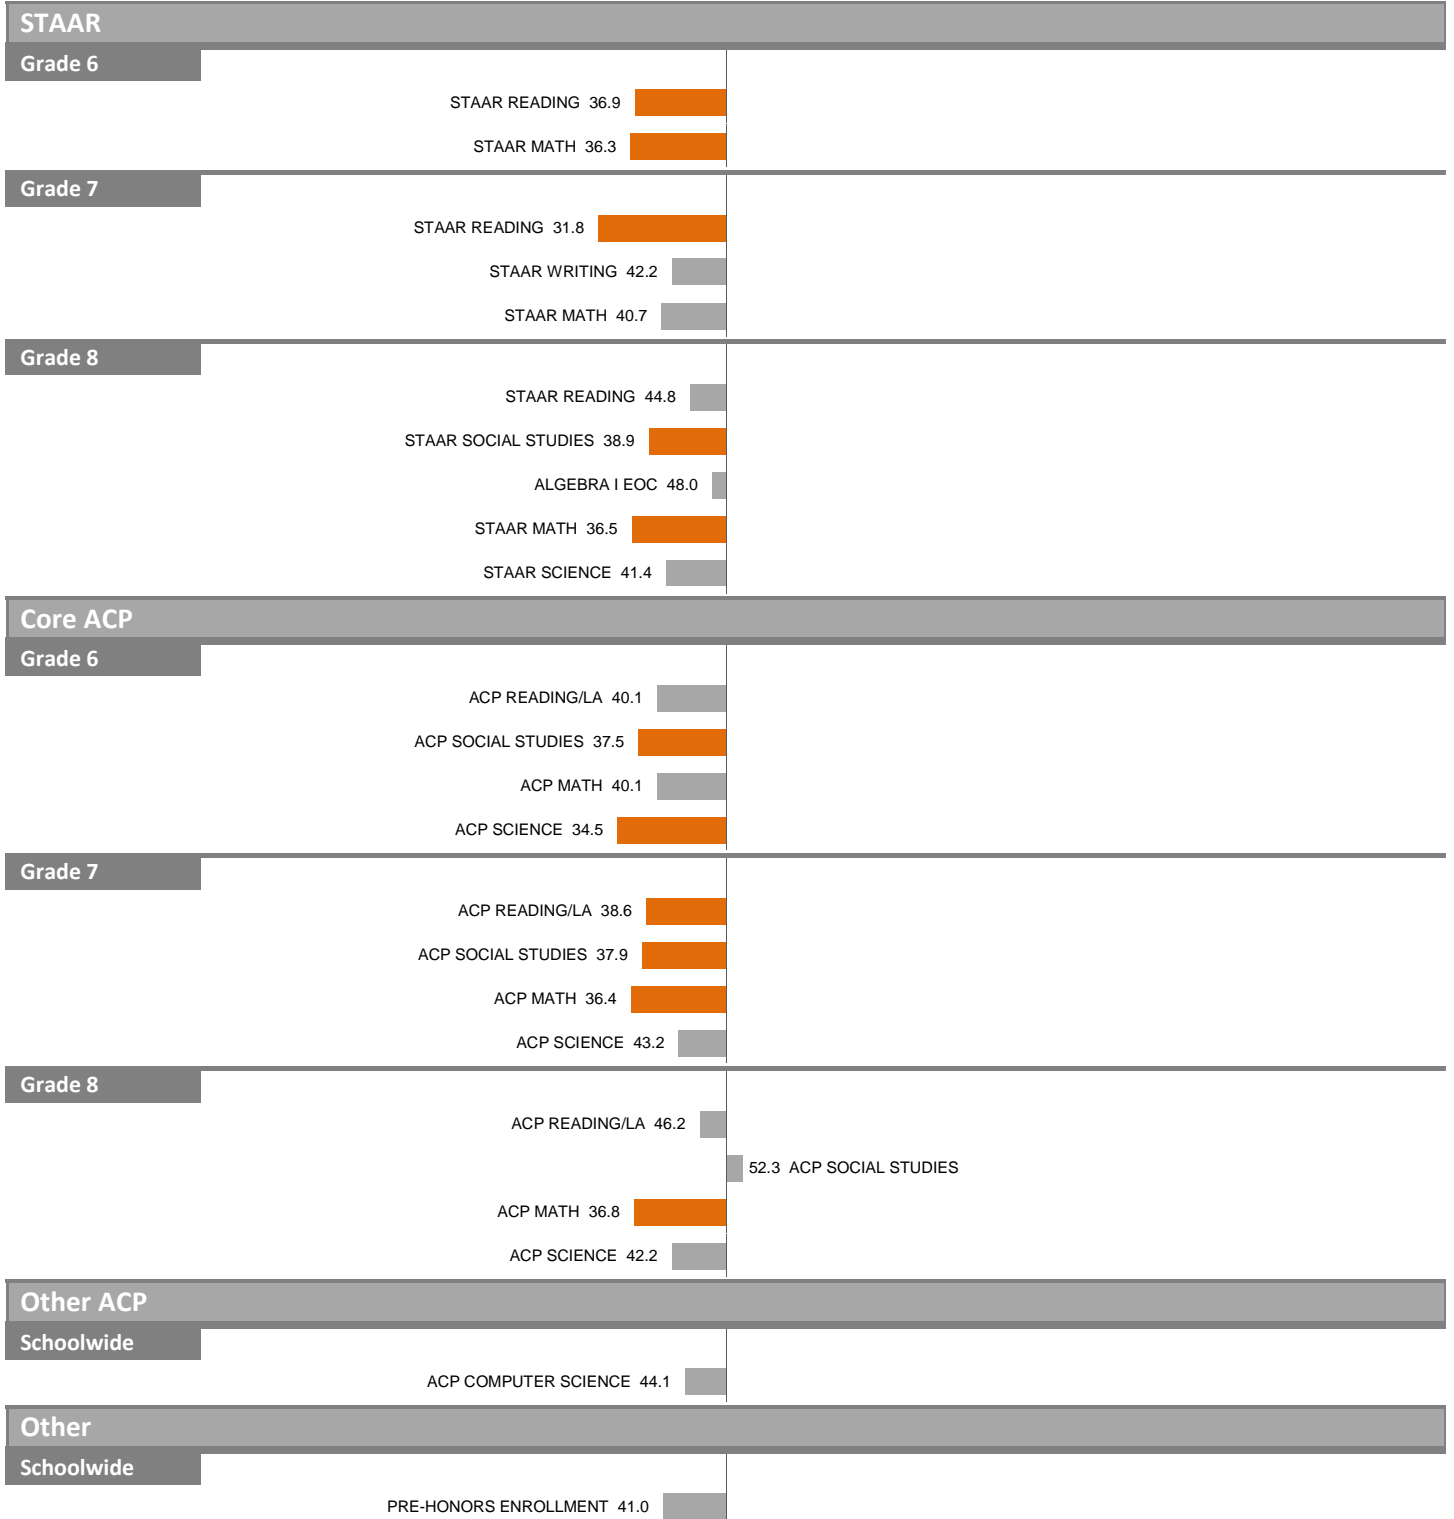 STAAR
Grade 6
STAAR READING 36.9
STAAR MATH 36.3
Grade 7
STAAR READING 31.8
STAAR WRITING 42.2
STAAR MATH 40.7
Grade 8
STAAR READING 44.8
STAAR SOCIAL STUDIES 38.9
ALGEBRA I EOC 48.0
STAAR MATH 36.5
STAAR SCIENCE 41.4
Core ACP
Grade 6
ACP READING/LA 40.1
ACP SOCIAL STUDIES 37.5
ACP MATH 40.1
ACP SCIENCE 34.5
Grade 7
ACP READING/LA 38.6
ACP SOCIAL STUDIES 37.9
ACP MATH 36.4
ACP SCIENCE 43.2
Grade 8
ACP READING/LA 46.2
52.3 ACP SOCIAL STUDIES
ACP MATH 36.8
ACP SCIENCE 42.2
Other ACP
Schoolwide
ACP COMPUTER SCIENCE 44.1
Other
Schoolwide
PRE-HONORS ENROLLMENT 41.0